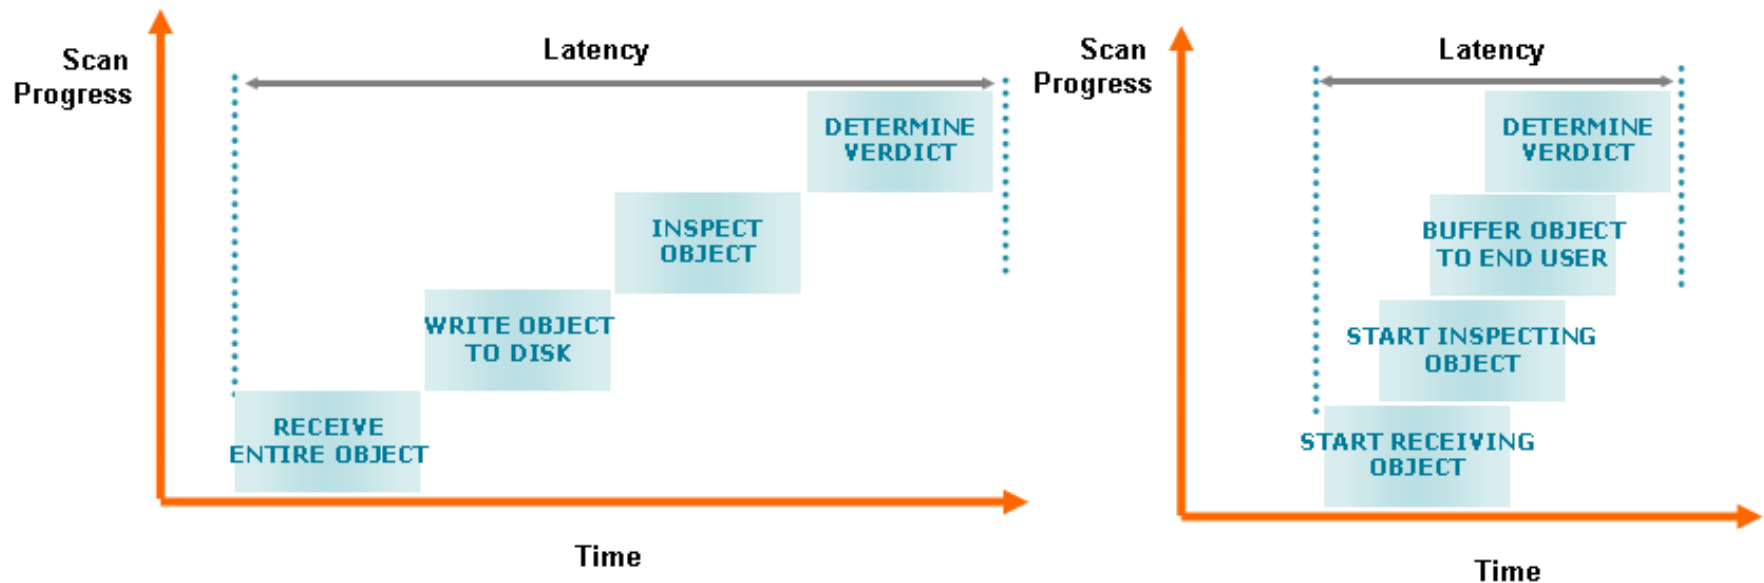 Scan
Progress
Latency
DETERMINE
VERDICT
INSPECT
OBJECT
WRITE OBJECT
TO DISK
RECEIVE
ENTIRE OBJECT
Time
Scan
Progress
Latency
DETERMINE
VERDICT
BUFFER OBJECT
TO END USER
START INSPECTING
OBJECT
START RECEIVING
OBJECT
Time